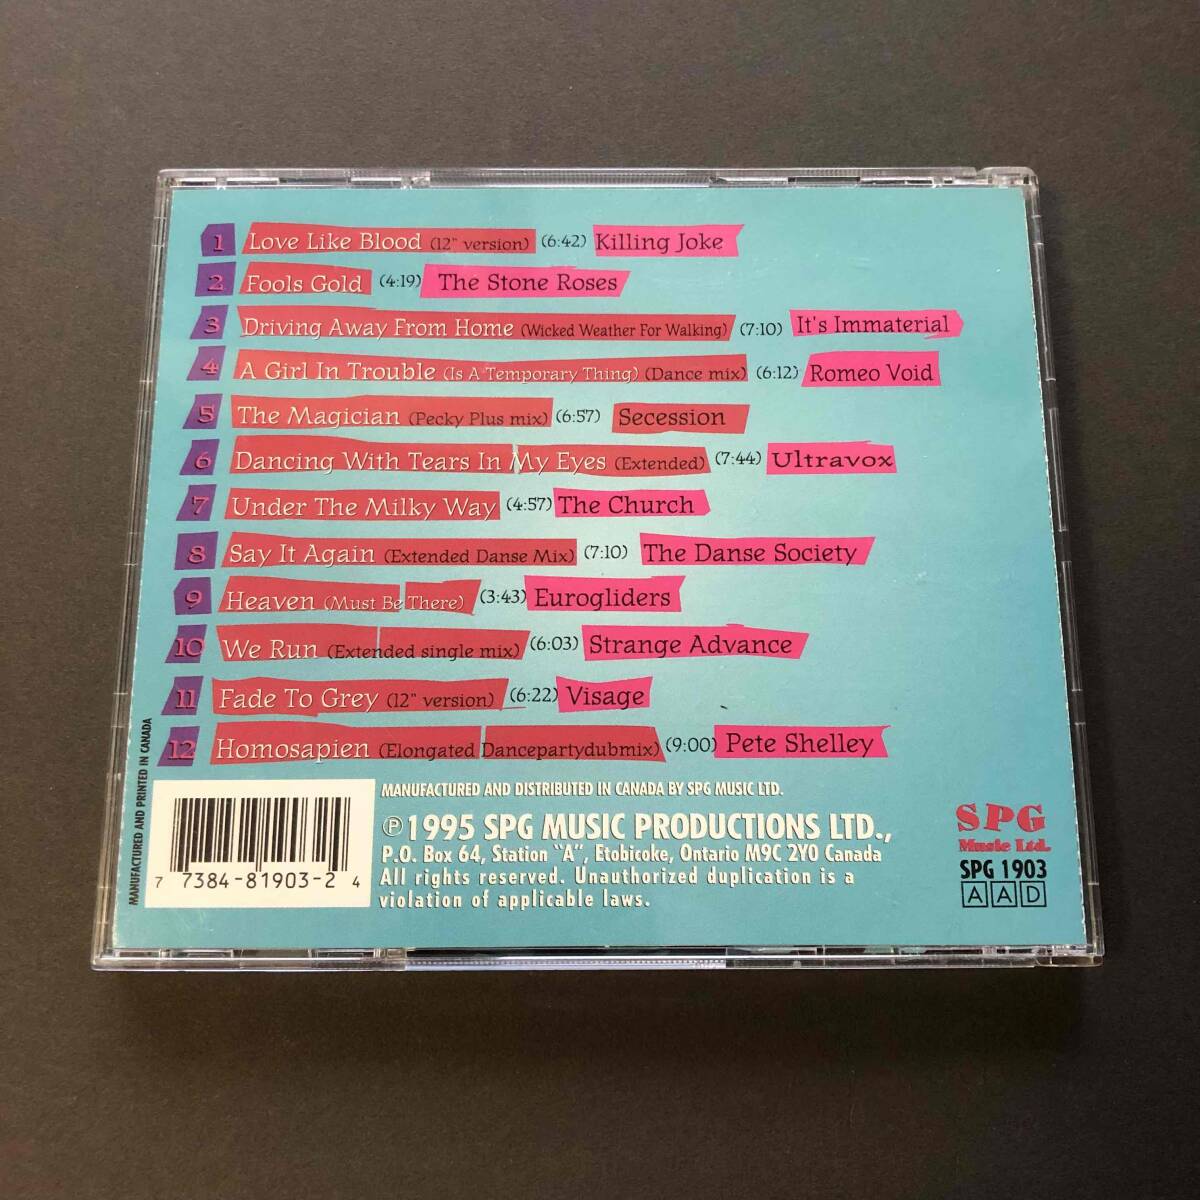 1 Love Like Blood (12" version) (6:42) Killing Joke
2 Fools Gold (4:19) The Stone Roses
3 Driving Away From Home (Wicked Weather For Walking) (7:10) It's Immaterial
4 A Girl In Trouble (Is A Temporary Thing) (Dance mix) (6:12) Romeo Void
5 The Magician (Pecky Plus mix) (6:57) Secession
6 Dancing With Tears In My Eyes (Extended) (7:44) Ultravox
7 Under The Milky Way (4:57) The Church
8 Say It Again (Extended Danse Mix) (7:10) The Danse Society
9 Heaven (Must Be There) (3:43) Eurogliders
10 We Run (Extended single mix) (6:03) Strange Advance
11 Fade To Grey (12" version) (6:22) Visage
12 Homosapien (Elongated Dancepartydubmix) (9:00) Pete Shelley
MANUFACTURED AND PRINTED IN CANADA
7 77384-81903-2 4
MANUFACTURED AND DISTRIBUTED IN CANADA BY SPG MUSIC LTD.
℗ 1995 SPG MUSIC PRODUCTIONS LTD.,
P.O. Box 64, Station "A", Etobicoke, Ontario M9C 2Y0 Canada
All rights reserved. Unauthorized duplication is a
violation of applicable laws.
SPG
Music Ltd.
SPG 1903
AAD